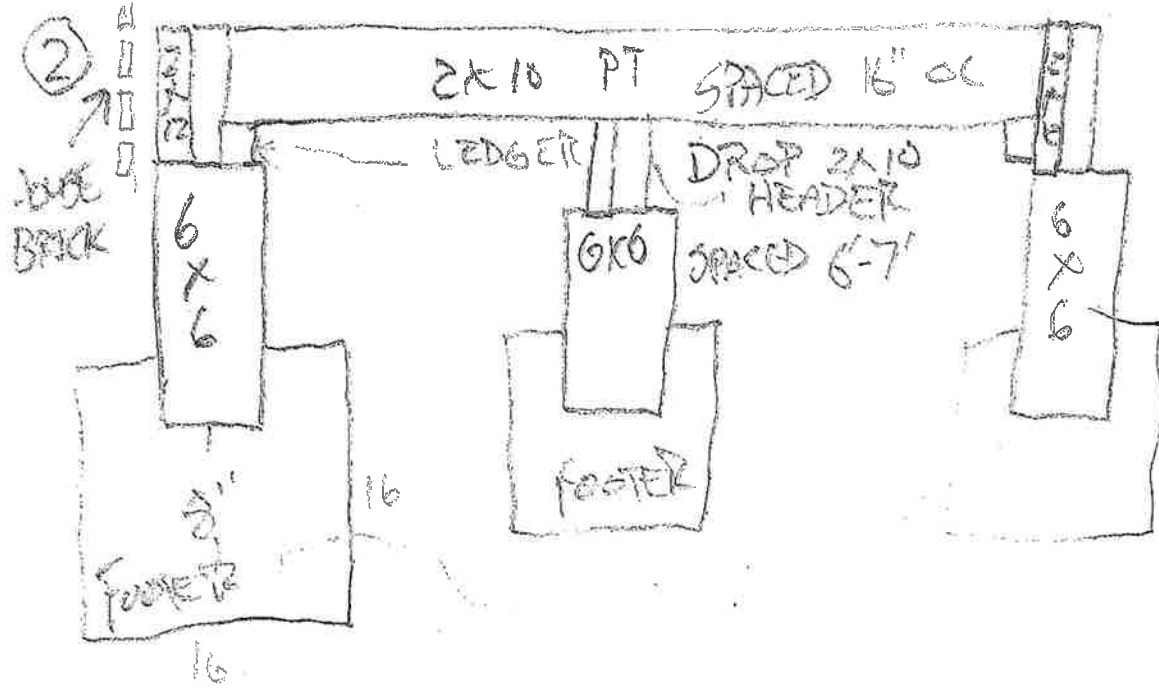 ②
2X10 PT SPACED 16" OC
LEDGER
DROP 2X10
HEADER
BRICK
6
X
6
6X6
SPACED 6'-7'
6
X
6
FOOTER
16
FOOTER
16